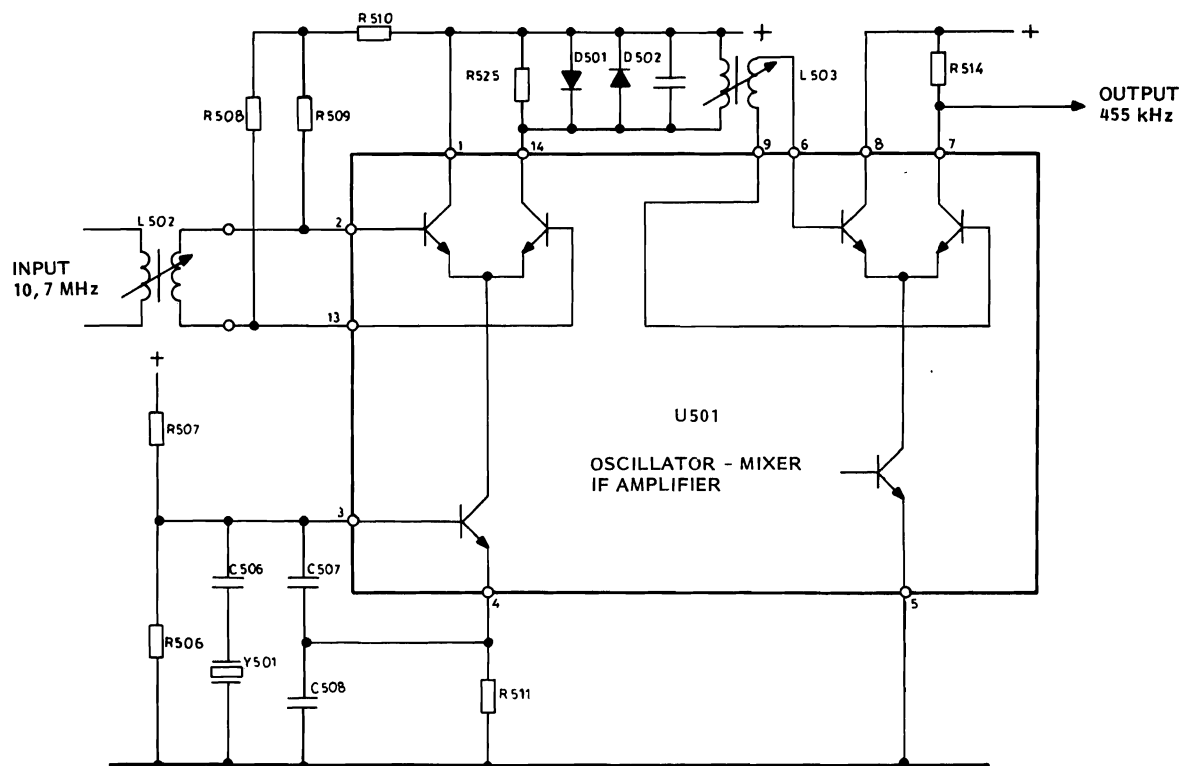 R510
+
D501
D502
R525
L503
+
R514
OUTPUT
455 kHz
R508
R509
1
14
9
6
8
7
L502
2
INPUT
10,7 MHz
13
+
U501
R507
OSCILLATOR - MIXER
IF AMPLIFIER
3
C506
C507
4
5
R506
Y501
C508
R511